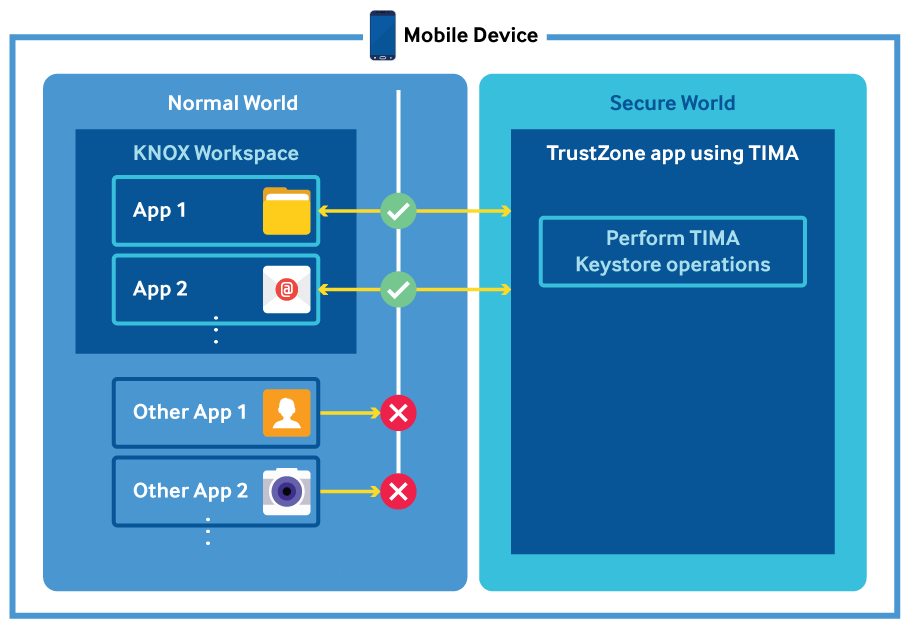 Mobile Device
Normal World
KNOX Workspace
App 1
App 2
@
Other App 1
Other App 2
Secure World
TrustZone app using TIMA
Perform TIMA
Keystore operations